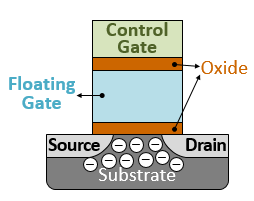 Control
Gate
Oxide
Floating
Gate
Source
Drain
Substrate